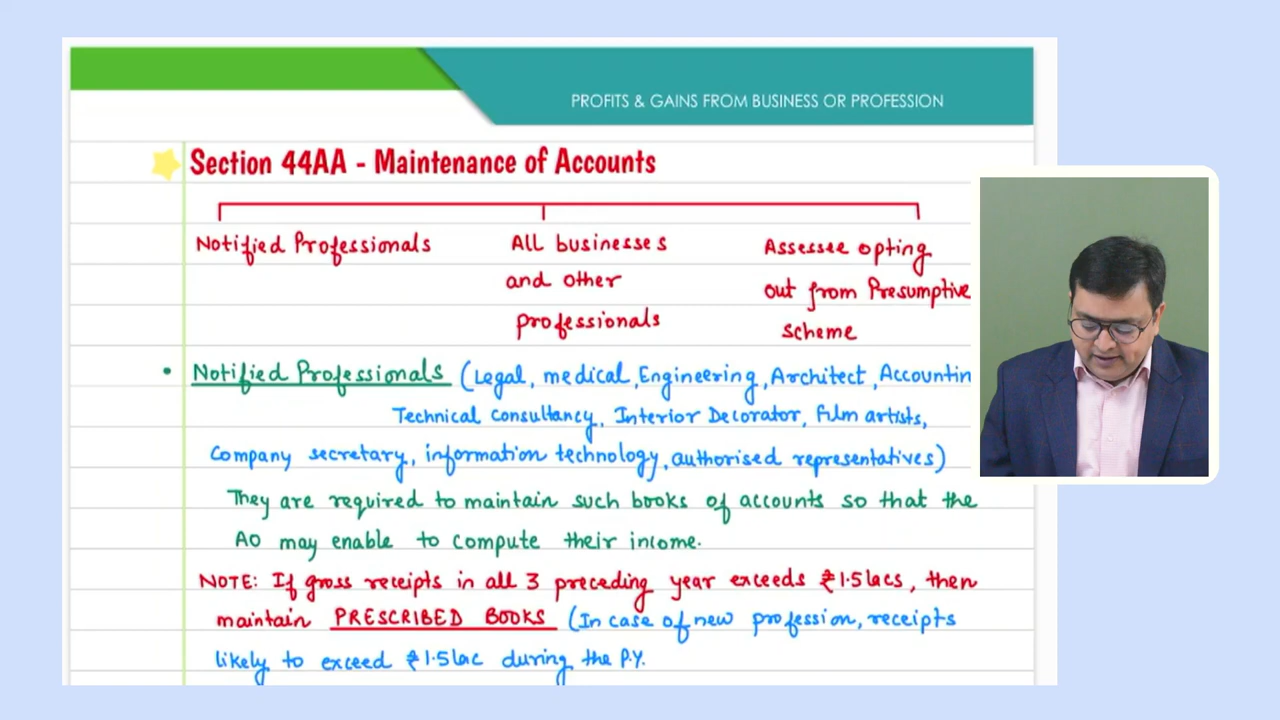 PROFITS & GAINS FROM BUSINESS OR PROFESSION
Section 44AA - Maintenance of Accounts
Notified Professionals
All businesses
and other
professionals
Assessee opting
out from Presumptive
scheme
• Notified Professionals (Legal, medical, Engineering, Architect, Accountin
Technical consultancy, Interior Decorator, Film artists,
Company secretary, information technology, authorised representatives)
They are required to maintain such books of accounts so that the
AO may enable to compute their income.
NOTE: If gross receipts in all 3 preceding year exceeds ₹1.5lacs, then
maintain PRESCRIBED BOOKS (In case of new profession, receipts
likely to exceed ₹1.5lac during the P.Y.